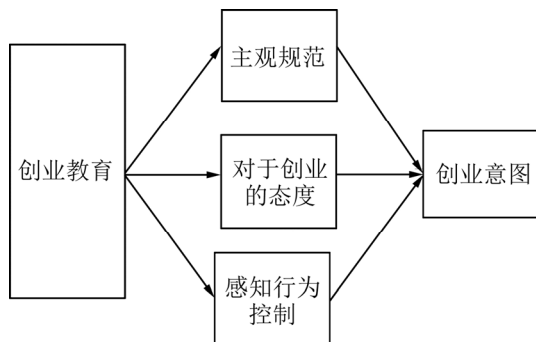 主观规范
创业教育
对于创业
的态度
创业意图
感知行为
控制